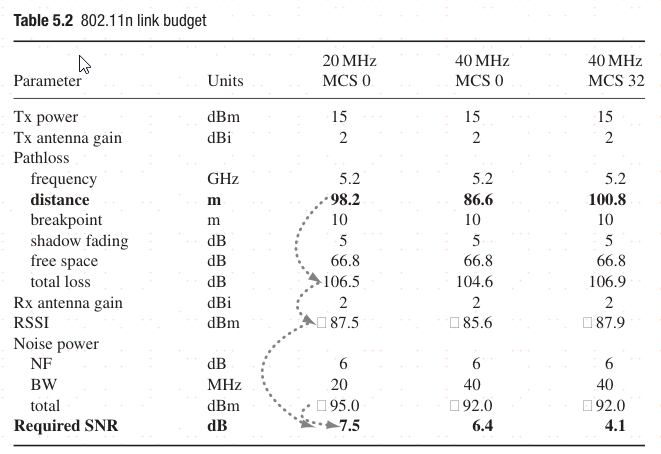 Table 5.2 802.11n link budget
20 MHz 40 MHz 40 MHz
Parameter Units MCS 0 MCS 0 MCS 32
Tx power dBm 15 15 15
Tx antenna gain dBi 2 2 2
Pathloss
frequency GHz 5.2 5.2 5.2
distance m 98.2 86.6 100.8
breakpoint m 10 10 10
shadow fading dB 5 5 5
free space dB 66.8 66.8 66.8
total loss dB 106.5 104.6 106.9
Rx antenna gain dBi 2 2 2
RSSI dBm □87.5 □85.6 □87.9
Noise power
NF dB 6 6 6
BW MHz 20 40 40
total dBm □95.0 □92.0 □92.0
Required SNR dB 7.5 6.4 4.1